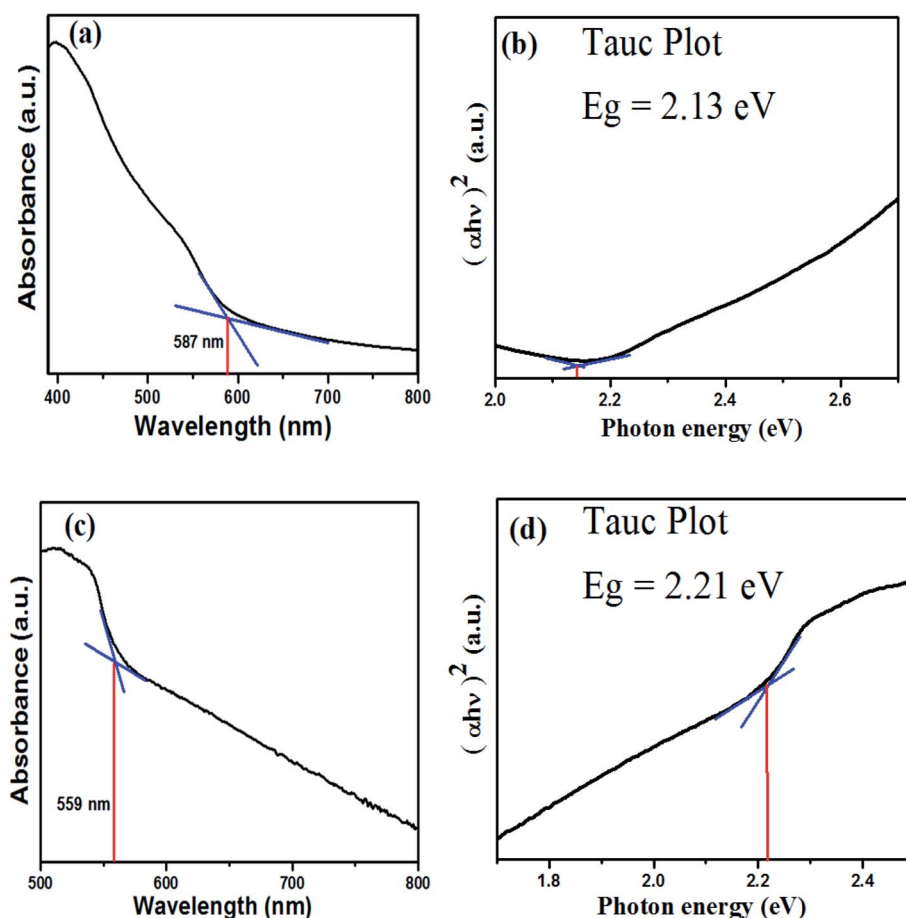 (a)
Absorbance (a.u.)
587 nm
400 500 600 700 800
Wavelength (nm)
(b)
Tauc Plot
Eg = 2.13 eV
( αhν )² (a.u.)
2.0 2.2 2.4 2.6
Photon energy (eV)
(c)
Absorbance (a.u.)
559 nm
500 600 700 800
Wavelength (nm)
(d)
Tauc Plot
Eg = 2.21 eV
( αhν )² (a.u.)
1.8 2.0 2.2 2.4
Photon energy (eV)